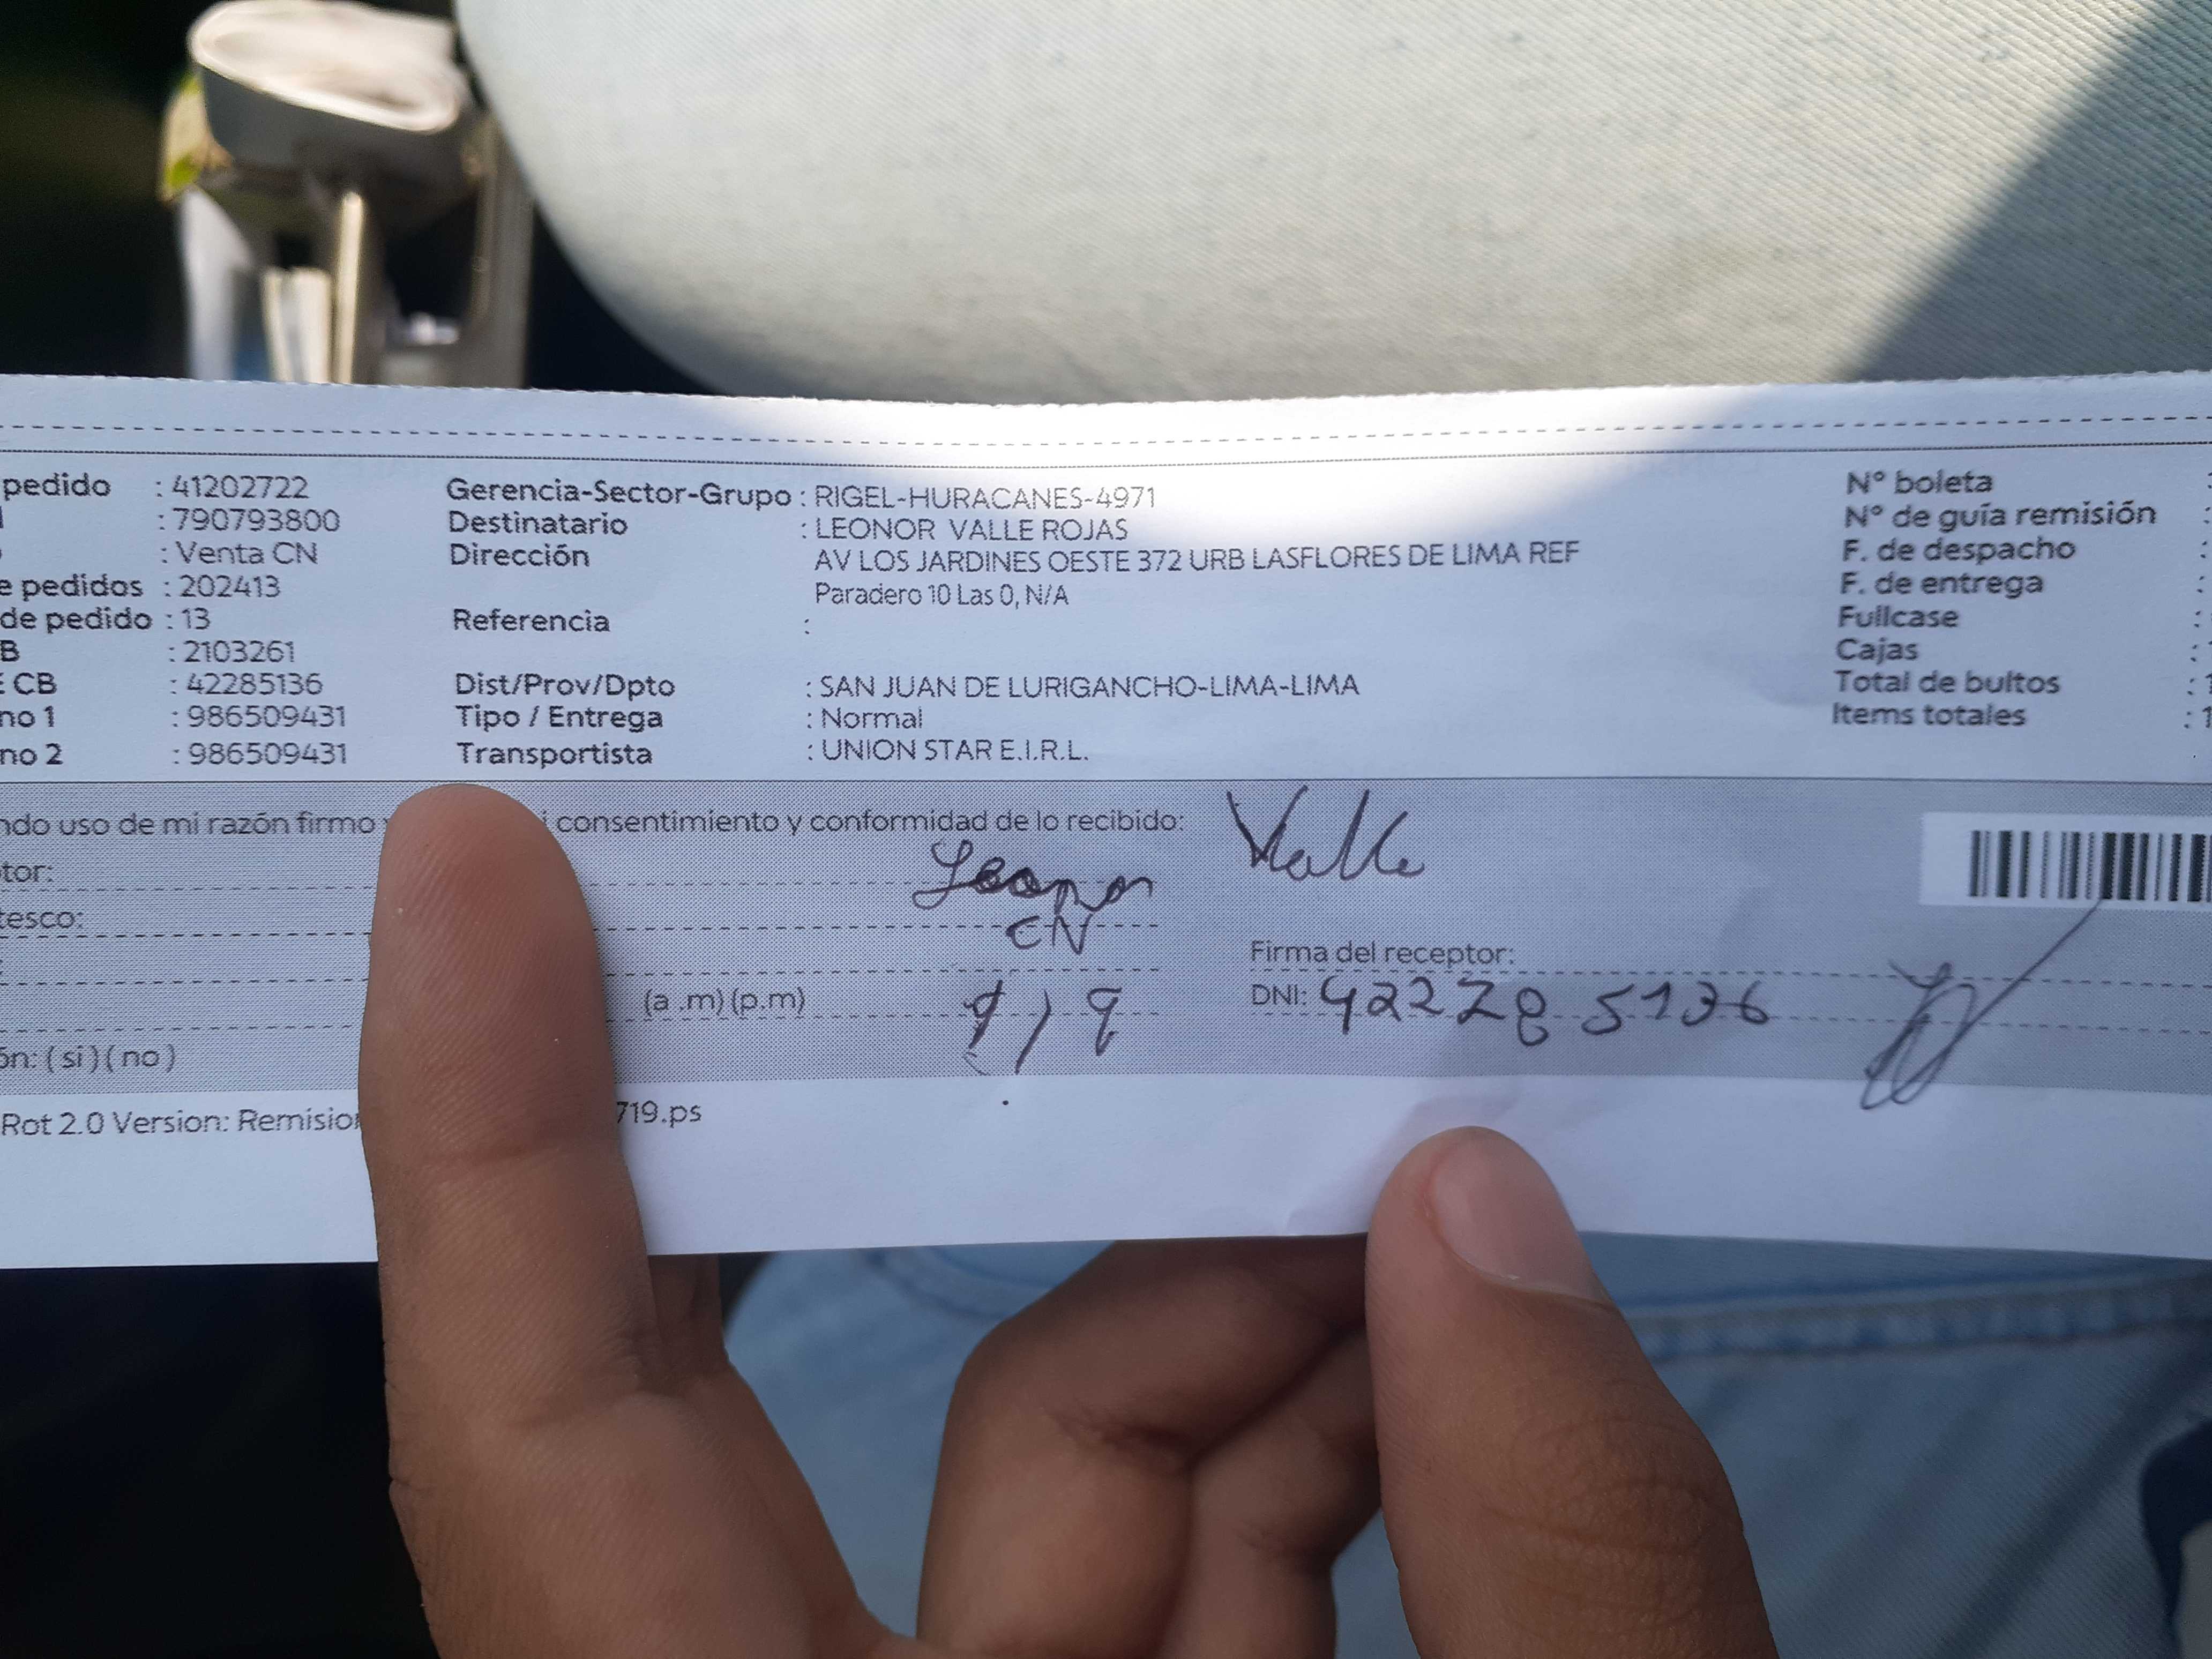 pedido : 41202722
: 790793800
: Venta CN
e pedidos : 202413
de pedido : 13
B : 2103261
E CB : 42285136
no 1 : 986509431
no 2 : 986509431
Gerencia-Sector-Grupo : RIGEL-HURACANES-4971
Destinatario : LEONOR VALLE ROJAS
Dirección AV LOS JARDINES OESTE 372 URB LASFLORES DE LIMA REF
Paradero 10 Las 0, N/A
Referencia :
Dist/Prov/Dpto : SAN JUAN DE LURIGANCHO-LIMA-LIMA
Tipo / Entrega : Normal
Transportista : UNION STAR E.I.R.L.
N° boleta :
N° de guía remisión :
F. de despacho :
F. de entrega :
Fullcase :
Cajas :
Total de bultos : 1
Items totales : 1
ndo uso de mi razón firmo consentimiento y conformidad de lo recibido:
tor: Leonor Valle
tesco: CN
Firma del receptor:
(a .m) (p.m)
DNI: 42228 5136
ón: ( si ) ( no )
Rot 2.0 Version: Remision 719.ps